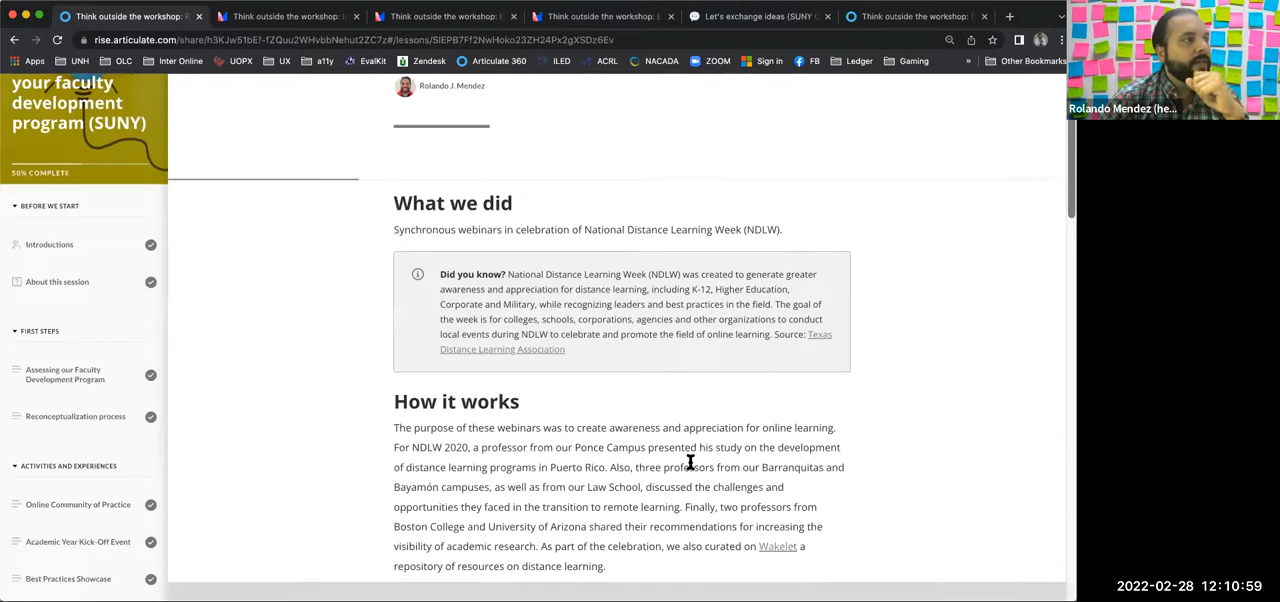 Think outside the workshop:
Think outside the workshop:
Think outside the workshop:
Think outside the workshop:
Let's exchange ideas (SUNY
Think outside the workshop:
rise.articulate.com/share/h3KJw51bEf-fZQuu2WHvbbNehut2ZC7z#/lessons/SIEPB7Ff2NwHoko23ZH24Px2gXSDz6Ev
Apps
UNH
OLC
Inter Online
UOPX
UX
a11y
EvalKit
Zendesk
Articulate 360
ILED
ACRL
NACADA
ZOOM
Sign in
FB
Ledger
Gaming
»
Other Bookmarks
Rolando Mendez (he...
your faculty
development
program (SUNY)
50% COMPLETE
BEFORE WE START
Introductions
About this session
FIRST STEPS
Assessing our Faculty
Development Program
Reconceptualization process
ACTIVITIES AND EXPERIENCES
Online Community of Practice
Academic Year Kick-Off Event
Best Practices Showcase
Rolando J. Mendez
What we did
Synchronous webinars in celebration of National Distance Learning Week (NDLW).
Did you know? National Distance Learning Week (NDLW) was created to generate greater
awareness and appreciation for distance learning, including K-12, Higher Education,
Corporate and Military, while recognizing leaders and best practices in the field. The goal of
the week is for colleges, schools, corporations, agencies and other organizations to conduct
local events during NDLW to celebrate and promote the field of online learning. Source: Texas
Distance Learning Association
How it works
The purpose of these webinars was to create awareness and appreciation for online learning.
For NDLW 2020, a professor from our Ponce Campus presented his study on the development
of distance learning programs in Puerto Rico. Also, three professors from our Barranquitas and
Bayamón campuses, as well as from our Law School, discussed the challenges and
opportunities they faced in the transition to remote learning. Finally, two professors from
Boston College and University of Arizona shared their recommendations for increasing the
visibility of academic research. As part of the celebration, we also curated on Wakelet a
repository of resources on distance learning.
2022-02-28 12:10:59